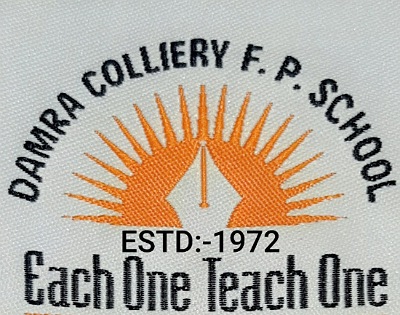 DAMRA COLLIERY F. P. SCHOOL
ESTD:-1972
Each One Teach One